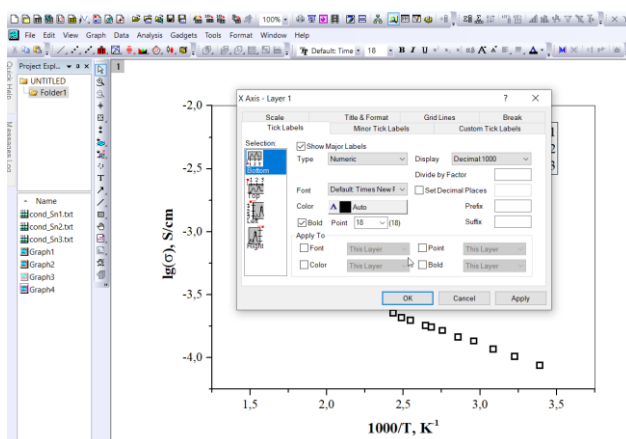 100%
File Edit View Graph Data Analysis Gadgets Tools Format Window Help
Default: Time 18 B I U
Project Expl...
UNTITLED
Folder1
Quick Help
Messages Log
Name
cond_Sn1.txt
cond_Sn2.txt
cond_Sn3.txt
Graph1
Graph2
Graph3
Graph4
1
X Axis - Layer 1
Scale Title & Format Grid Lines Break
Tick Labels Minor Tick Labels Custom Tick Labels
Selection:
Bottom
Top
Left
Right
Show Major Labels
Type Numeric Display Decimal:1000
Divide by Factor
Font Default: Times New F Set Decimal Places
Color A Auto Prefix
Bold Point 18 (18) Suffix
Apply To
Font This Layer Point This Layer
Color This Layer Bold This Layer
OK Cancel Apply
1
2
3
-2,0
-3,0
-3,5
-4,0
lg(σ), S/cm
1,5 2,0 2,5 3,0 3,5
1000/T, K⁻¹